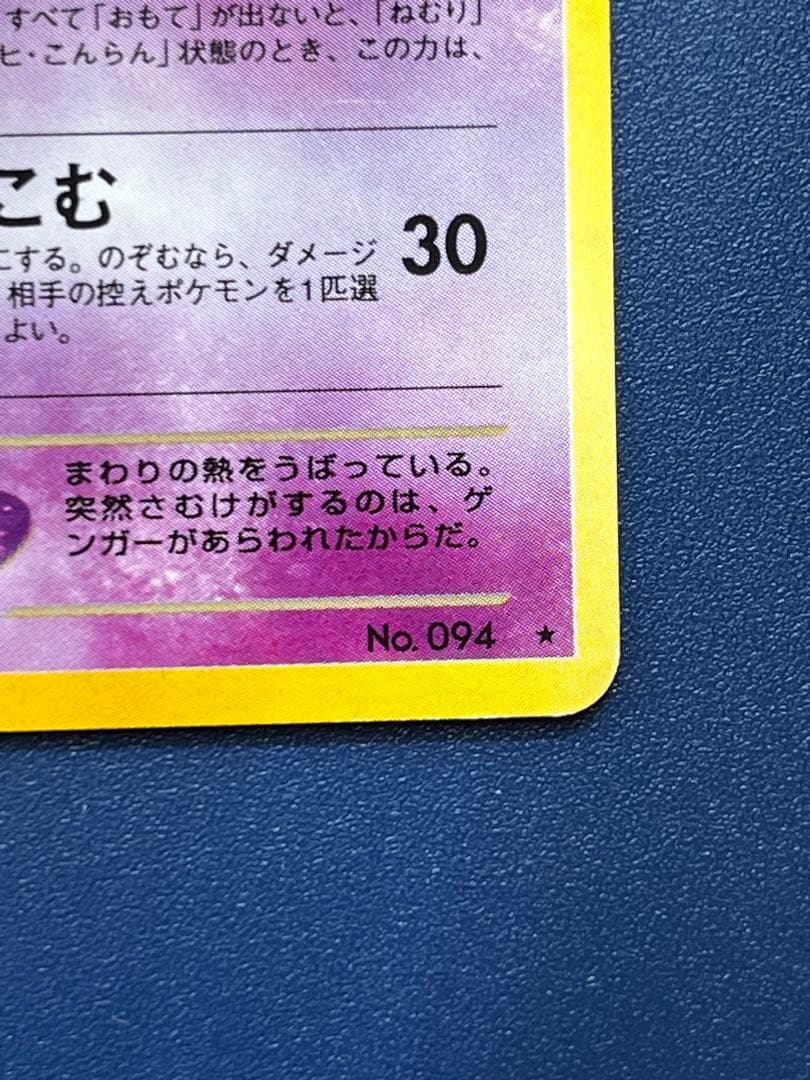 すべて「おもて」が出ないと、「ねむり」
ヒ・こんらん」状態のとき、この力は、
こむ
30
にする。のぞむなら、ダメージ
相手の控えポケモンを1匹選
よい。
まわりの熱をうばっている。
突然さむけがするのは、ゲ
ンガーがあらわれたからだ。
No. 094 ★